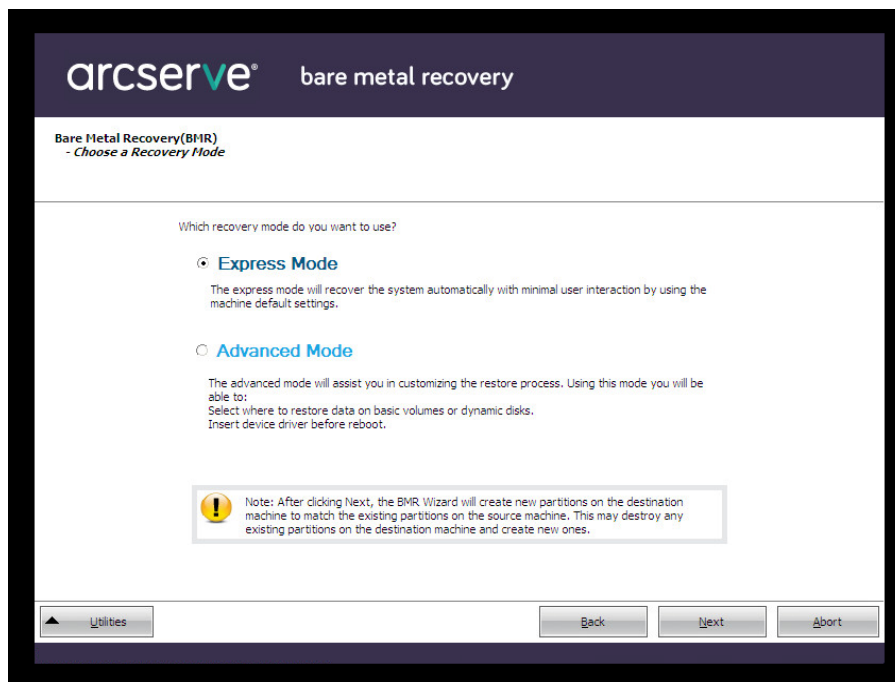 arcserve® bare metal recovery
Bare Metal Recovery(BMR)
- Choose a Recovery Mode
Which recovery mode do you want to use?
Express Mode
The express mode will recover the system automatically with minimal user interaction by using the
machine default settings.
Advanced Mode
The advanced mode will assist you in customizing the restore process. Using this mode you will be
able to:
Select where to restore data on basic volumes or dynamic disks.
Insert device driver before reboot.
Note: After clicking Next, the BMR Wizard will create new partitions on the destination
machine to match the existing partitions on the source machine. This may destroy any
existing partitions on the destination machine and create new ones.
Utilities Back Next Abort